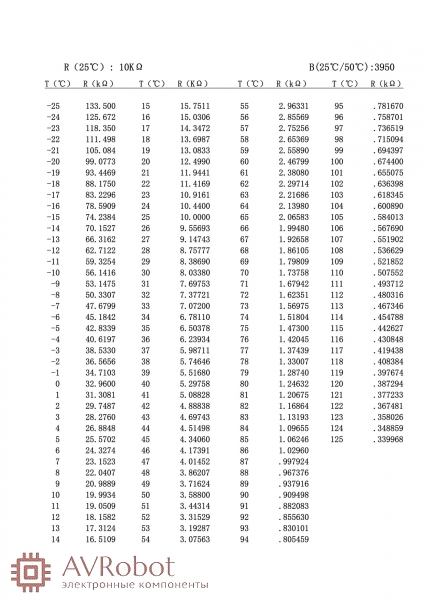 R (25℃) : 10KΩ B(25℃/50℃):3950
T (℃) R (kΩ) T (℃) R (KΩ) T (℃) R (kΩ) T (℃) R (kΩ)
-25 133.500 15 15.7511 55 2.96331 95 .781670
-24 125.672 16 15.0306 56 2.85569 96 .758701
-23 118.350 17 14.3472 57 2.75256 97 .736519
-22 111.498 18 13.6987 58 2.65369 98 .715094
-21 105.084 19 13.0833 59 2.55890 99 .694397
-20 99.0773 20 12.4990 60 2.46799 100 .674400
-19 93.4469 21 11.9441 61 2.38080 101 .655075
-18 88.1750 22 11.4169 62 2.29714 102 .636398
-17 83.2296 23 10.9161 63 2.21686 103 .618345
-16 78.5909 24 10.4400 64 2.13980 104 .600890
-15 74.2384 25 10.0000 65 2.06583 105 .584013
-14 70.1527 26 9.55693 66 1.99480 106 .567690
-13 66.3162 27 9.14743 67 1.92658 107 .551902
-12 62.7122 28 8.75777 68 1.86105 108 .536629
-11 59.3254 29 8.38690 69 1.79809 109 .521852
-10 56.1416 30 8.03380 70 1.73758 110 .507552
-9 53.1475 31 7.69753 71 1.67942 111 .493712
-8 50.3307 32 7.37721 72 1.62351 112 .480316
-7 47.6799 33 7.07200 73 1.56975 113 .467346
-6 45.1842 34 6.78110 74 1.51804 114 .454788
-5 42.8339 35 6.50378 75 1.47300 115 .442627
-4 40.6197 36 6.23934 76 1.42045 116 .430848
-3 38.5330 37 5.98711 77 1.37439 117 .419438
-2 36.5656 38 5.74646 78 1.33007 118 .408384
-1 34.7103 39 5.51680 79 1.28740 119 .397674
0 32.9600 40 5.29758 80 1.24632 120 .387294
1 31.3081 41 5.08828 81 1.20675 121 .377233
2 29.7487 42 4.88838 82 1.16864 122 .367481
3 28.2760 43 4.69743 83 1.13193 123 .358026
4 26.8848 44 4.51498 84 1.09655 124 .348859
5 25.5702 45 4.34060 85 1.06246 125 .339968
6 24.3274 46 4.17391 86 1.02960
7 23.1523 47 4.01452 87 .997924
8 22.0407 48 3.86207 88 .967376
9 20.9889 49 3.71624 89 .937916
10 19.9934 50 3.58800 90 .909498
11 19.0509 51 3.44314 91 .882083
12 18.1582 52 3.31529 92 .855630
13 17.3124 53 3.19287 93 .830101
14 16.5109 54 3.07563 94 .805459
AVRobot
электронные компоненты